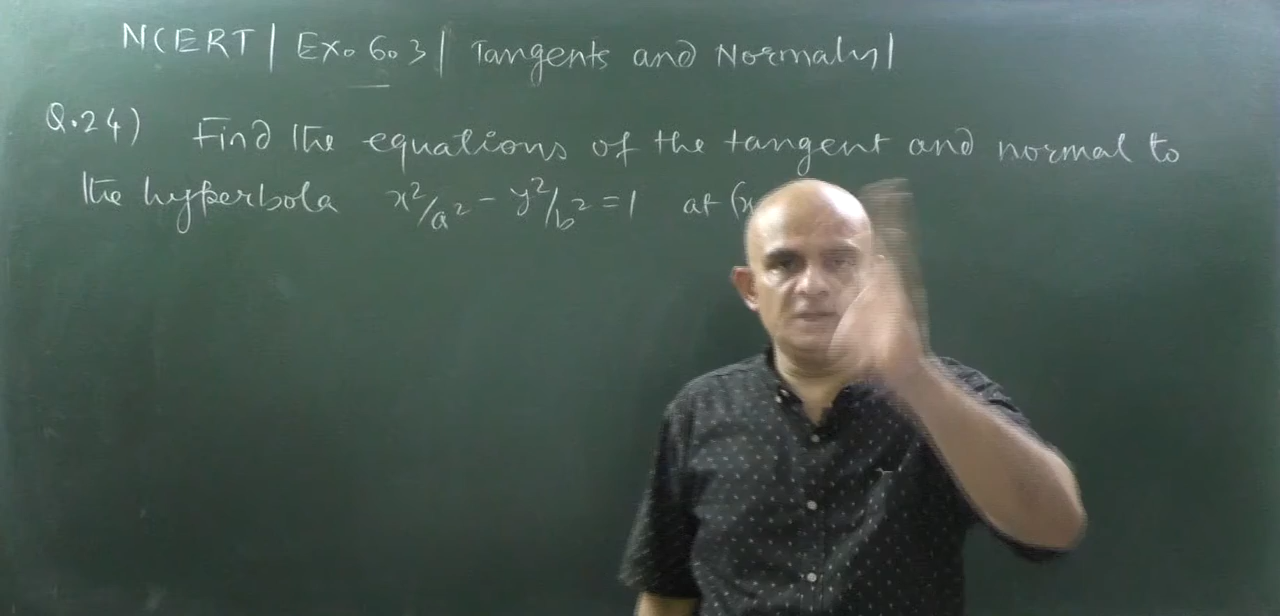 NCERT | Ex. 6.3 | Tangents and Normals |
Q.24) Find the equations of the tangent and normal to
the hyperbola x²/a² - y²/b² = 1 at (x